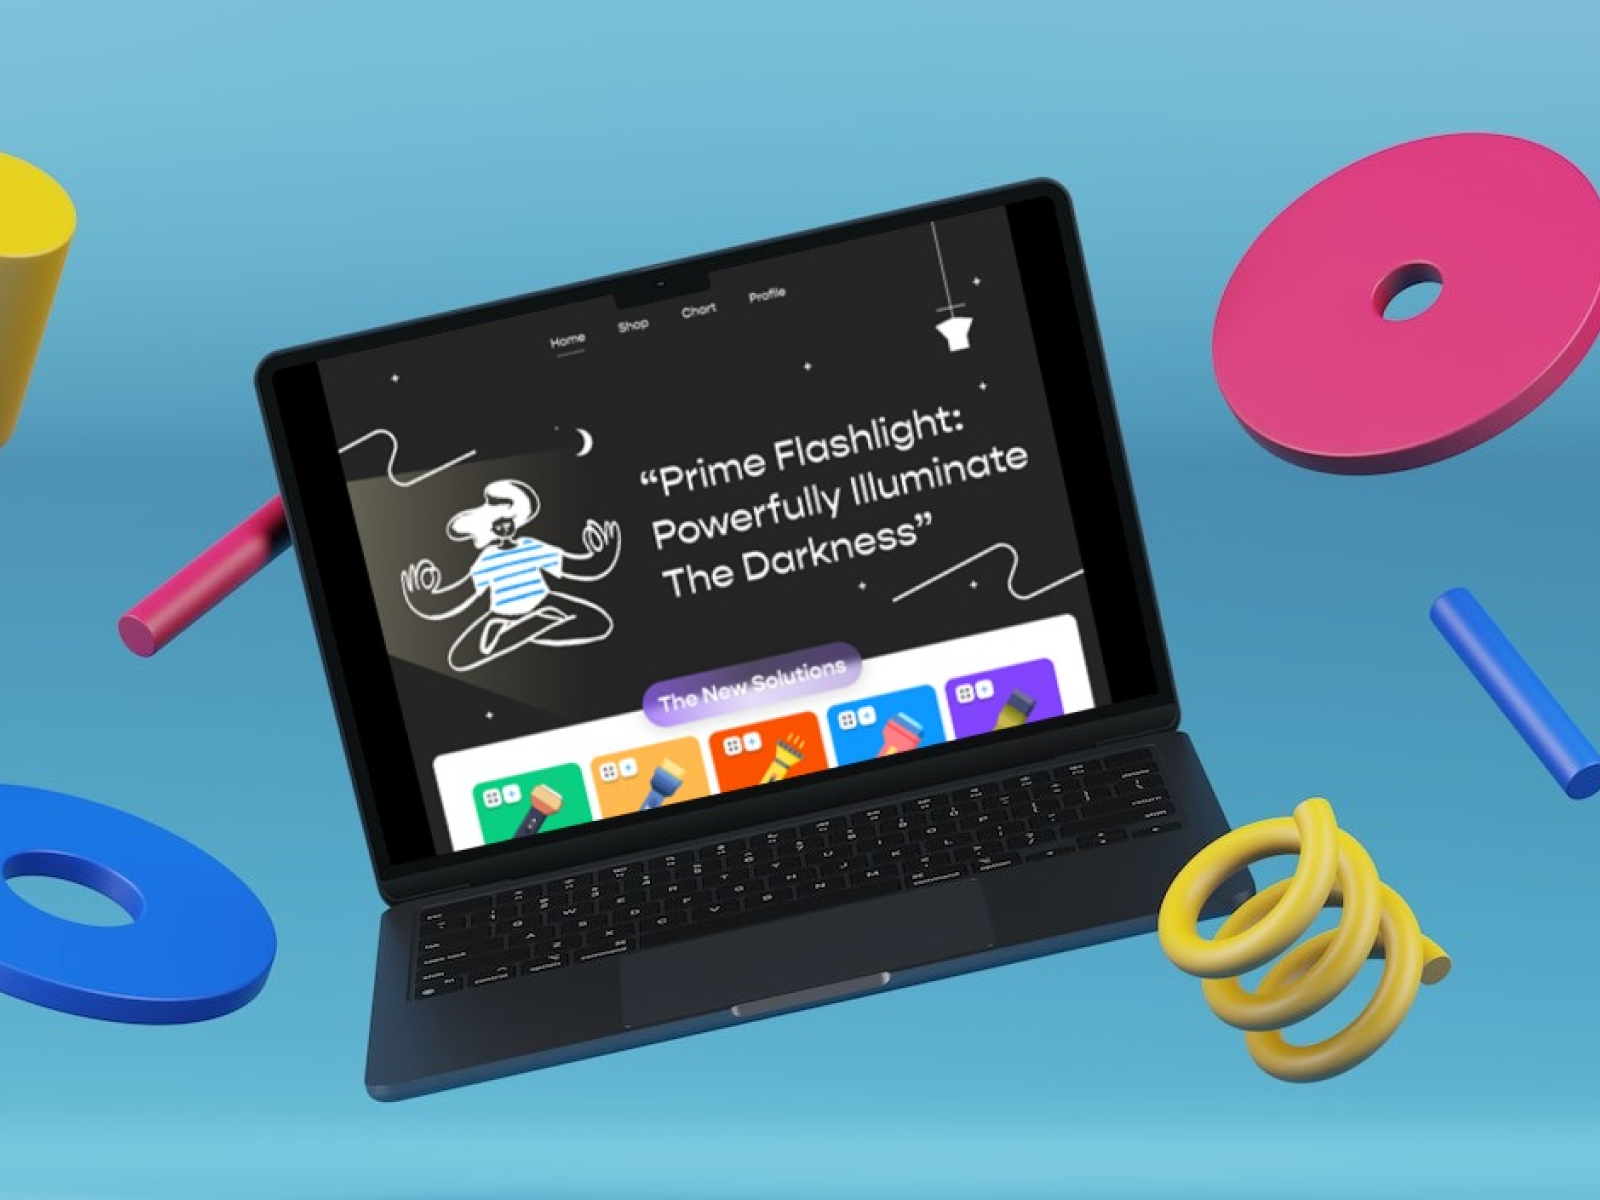 Home Shop Chart Profile
“Prime Flashlight:
Powerfully Illuminate
The Darkness”
The New Solutions